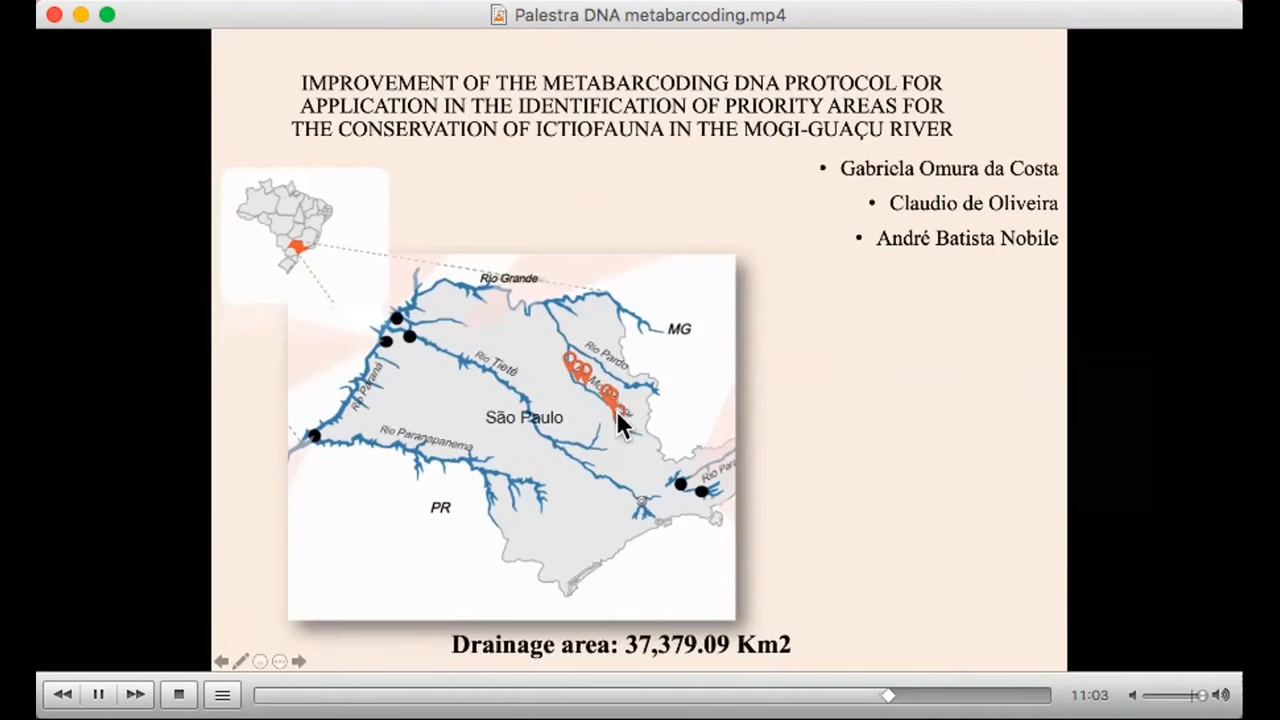 Palestra DNA metabarcoding.mp4
IMPROVEMENT OF THE METABARCODING DNA PROTOCOL FOR
APPLICATION IN THE IDENTIFICATION OF PRIORITY AREAS FOR
THE CONSERVATION OF ICTIOFAUNA IN THE MOGI-GUAÇU RIVER
• Gabriela Omura da Costa
• Claudio de Oliveira
• André Batista Nobile
Rio Grande
MG
Rio Pardo
Rio Tietê
Rio Paraná
São Paulo
Rio Paranapanema
Rio
PR
Drainage area: 37,379.09 Km2
11:03